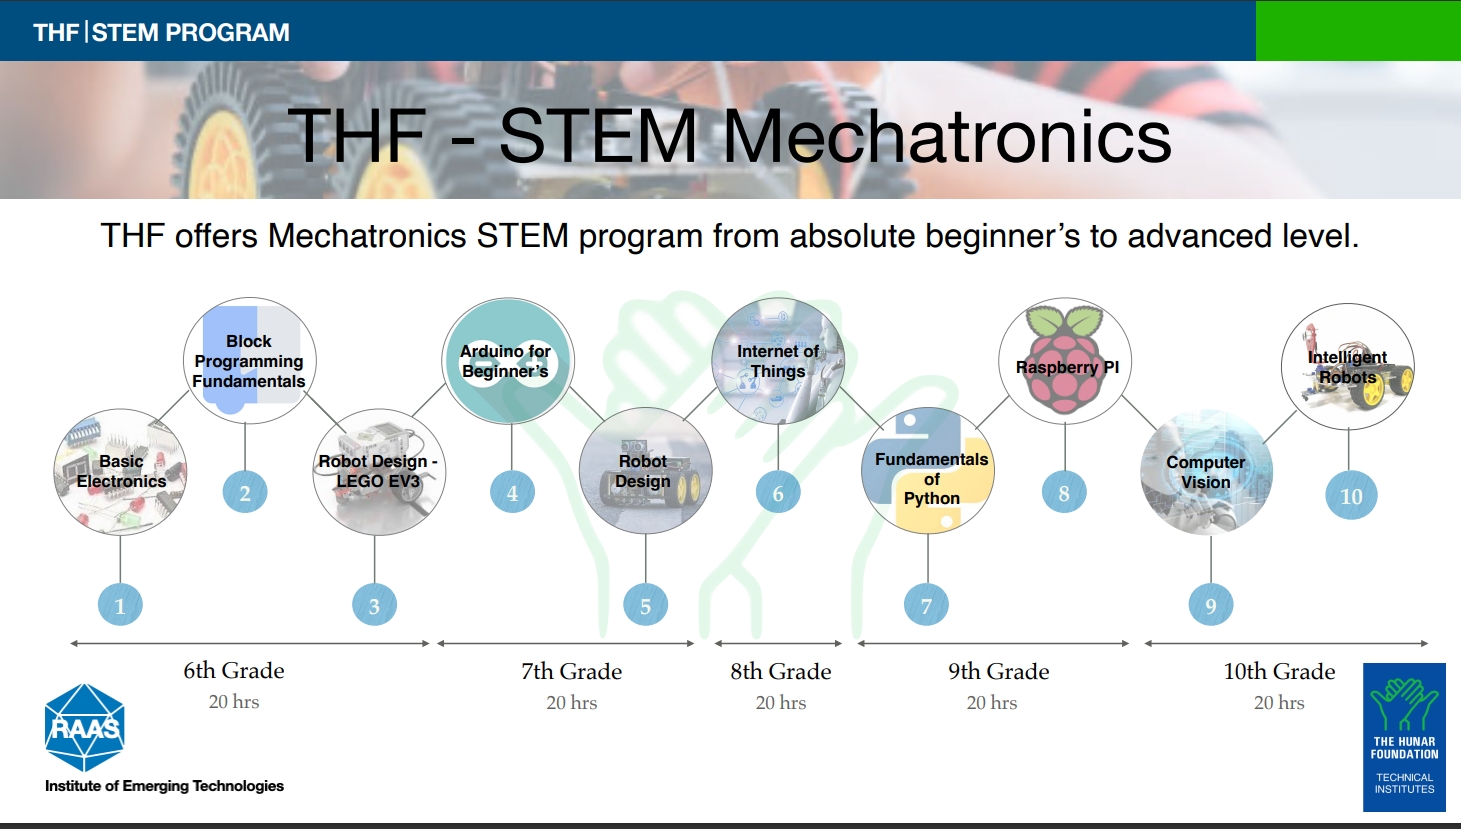 THF|STEM PROGRAM
THF - STEM Mechatronics
THF offers Mechatronics STEM program from absolute beginner's to advanced level.
Basic
Electronics
1
Block
Programming
Fundamentals
2
Robot Design -
LEGO EV3
3
Arduino for
Beginner's
4
Robot
Design
5
Internet of
Things
6
Fundamentals
of
Python
7
Raspberry PI
8
Computer
Vision
9
Intelligent
Robots
10
6th Grade
20 hrs
7th Grade
20 hrs
8th Grade
20 hrs
9th Grade
20 hrs
10th Grade
20 hrs
RAAS
Institute of Emerging Technologies
THE HUNAR
FOUNDATION
TECHNICAL
INSTITUTES